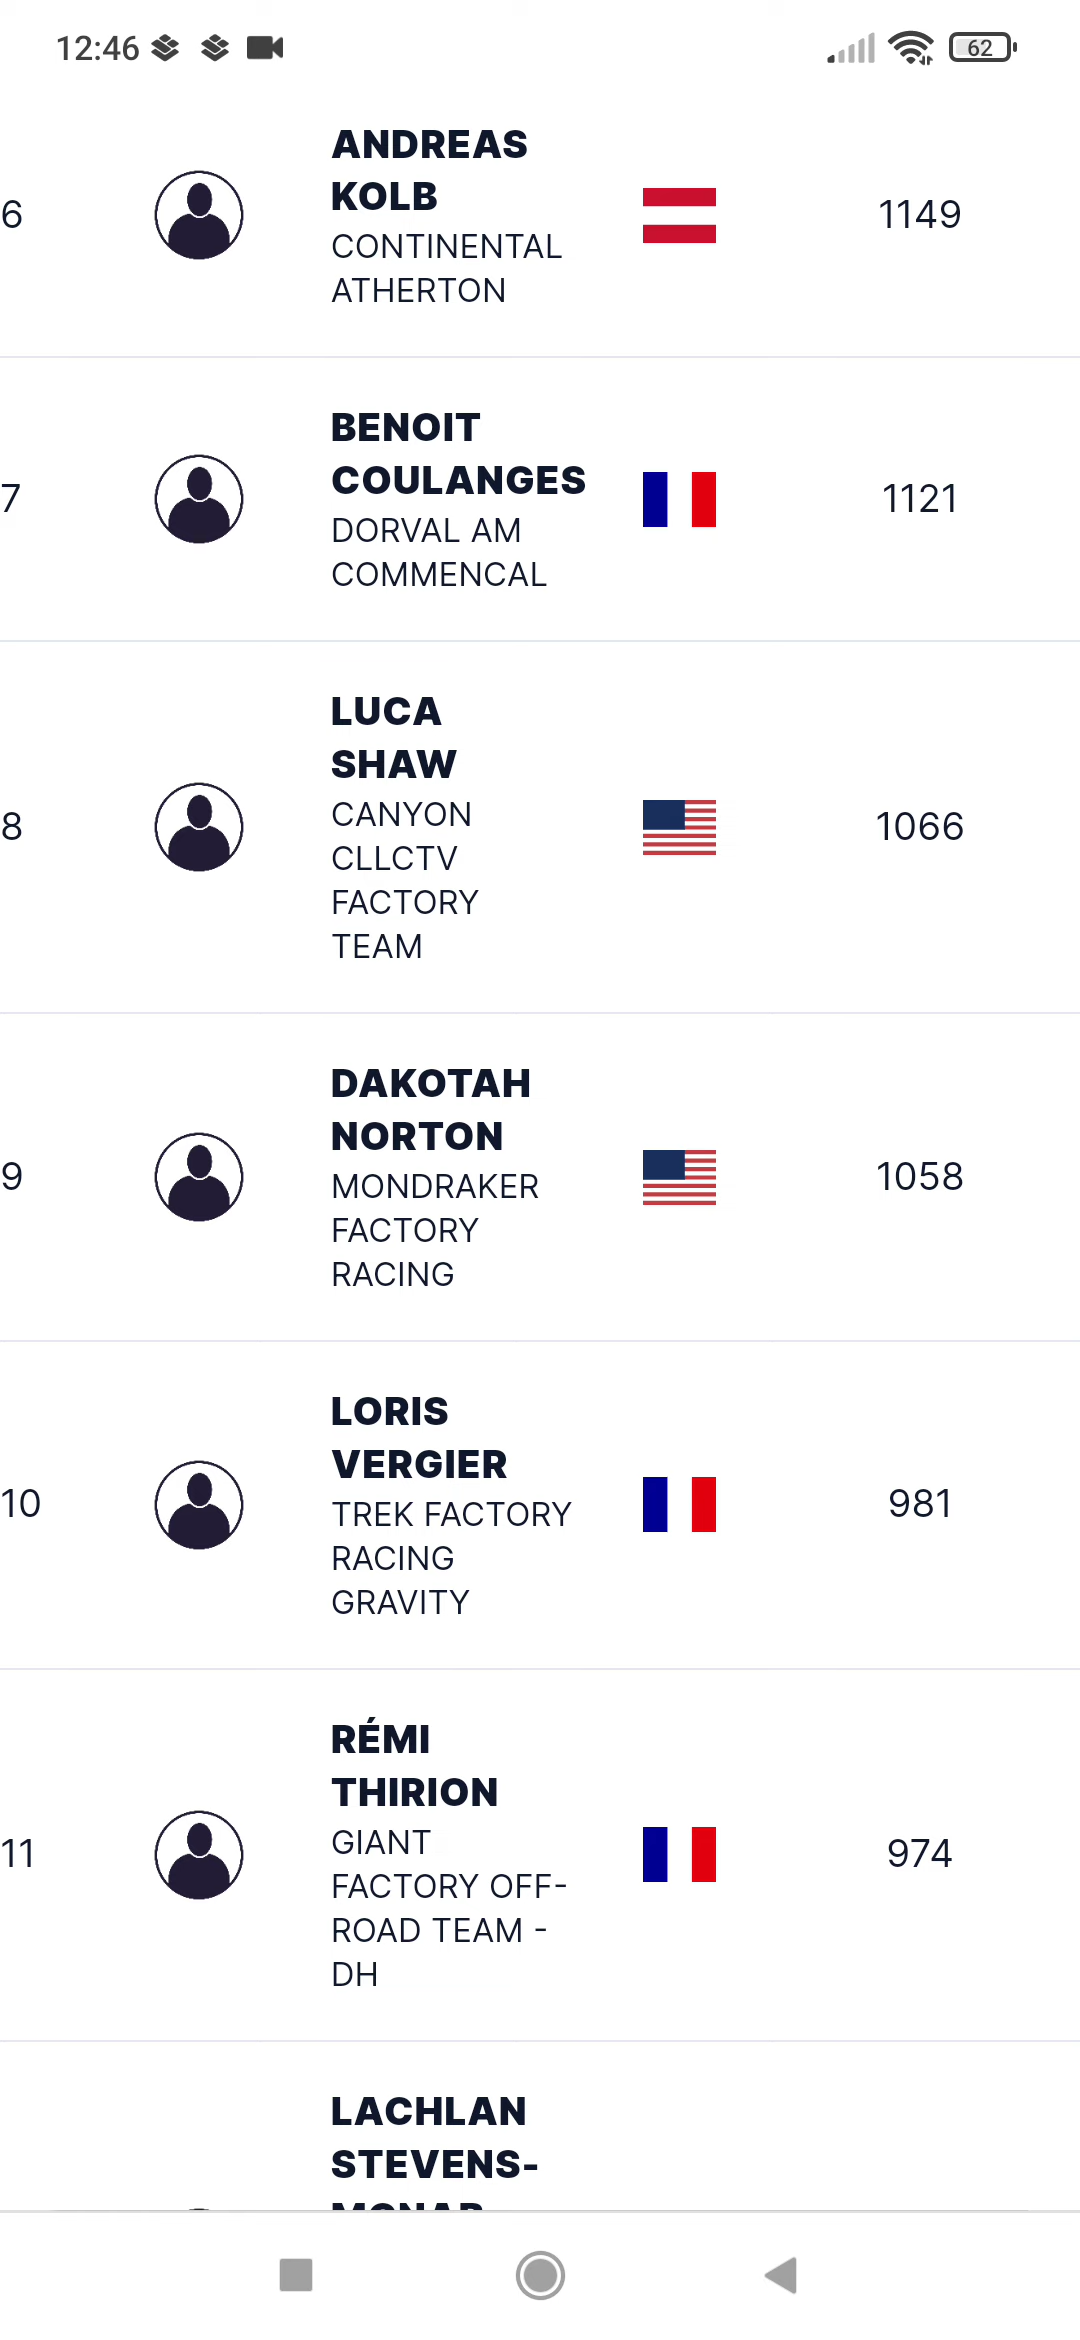 12:46
62
ANDREAS
KOLB
6
1149
CONTINENTAL
ATHERTON
BENOIT
COULANGES
7
1121
DORVAL AM
COMMENCAL
LUCA
SHAW
8
CANYON
1066
CLLCTV
FACTORY
TEAM
DAKOTAH
NORTON
9
MONDRAKER
1058
FACTORY
RACING
LORIS
VERGIER
10
TREK FACTORY
981
RACING
GRAVITY
RÉMI
THIRION
11
GIANT
974
FACTORY OFF-
ROAD TEAM -
DH
LACHLAN
STEVENS-